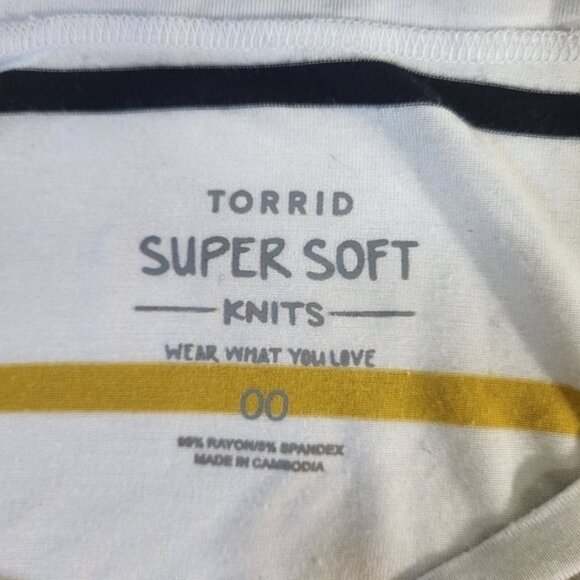 TORRID
SUPER SOFT
KNITS
WEAR WHAT YOU LOVE
00
95% RAYON/5% SPANDEX
MADE IN CAMBODIA